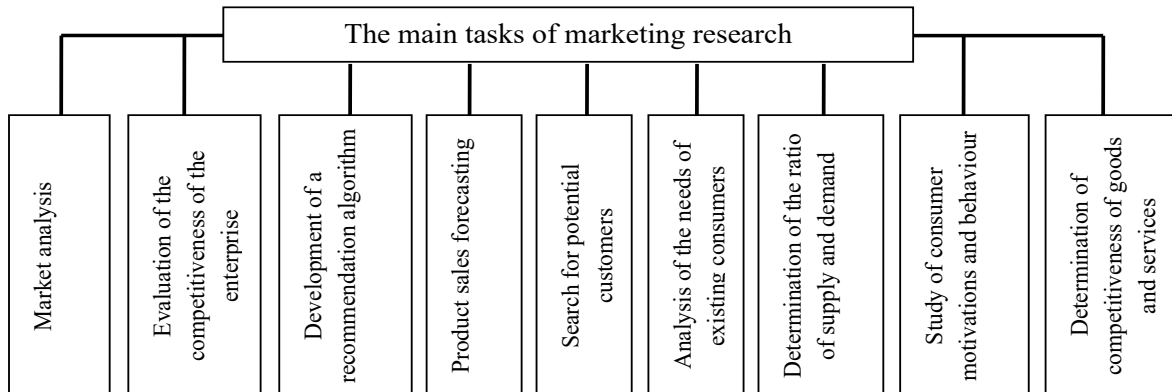 The main tasks of marketing research
Market analysis
Evaluation of the
competitiveness of the
enterprise
Development of a
recommendation algorithm
Product sales forecasting
Search for potential
customers
Analysis of the needs of
existing consumers
Determination of the ratio
of supply and demand
Study of consumer
motivations and behaviour
Determination of
competitiveness of goods
and services